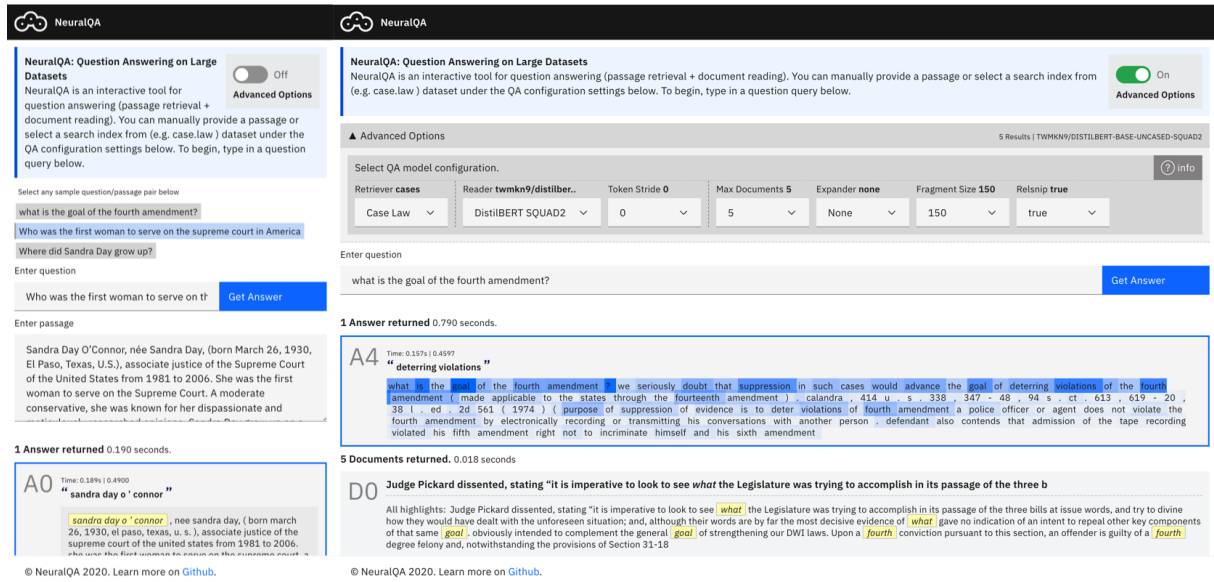 NeuralQA
NeuralQA: Question Answering on Large
Datasets
NeuralQA is an interactive tool for
question answering (passage retrieval +
document reading). You can manually provide a passage or
select a search index from (e.g. case.law ) dataset under the
QA configuration settings below. To begin, type in a question
query below.
Off
Advanced Options
Select any sample question/passage pair below
what is the goal of the fourth amendment?
Who was the first woman to serve on the supreme court in America
Where did Sandra Day grow up?
Enter question
Who was the first woman to serve on th
Get Answer
Enter passage
Sandra Day O'Connor, née Sandra Day, (born March 26, 1930,
El Paso, Texas, U.S.), associate justice of the Supreme Court
of the United States from 1981 to 2006. She was the first
woman to serve on the Supreme Court. A moderate
conservative, she was known for her dispassionate and
1 Answer returned 0.190 seconds.
A0
Time: 0.189s | 0.4900
“ sandra day o ' connor ”
sandra day o ' connor , nee sandra day, ( born march
26, 1930, el paso, texas, u. s. ), associate justice of the
supreme court of the united states from 1981 to 2006.
she was the first woman to serve on the supreme court. a
© NeuralQA 2020. Learn more on Github.
NeuralQA
NeuralQA: Question Answering on Large Datasets
NeuralQA is an interactive tool for question answering (passage retrieval + document reading). You can manually provide a passage or select a search index from
(e.g. case.law ) dataset under the QA configuration settings below. To begin, type in a question query below.
On
Advanced Options
▲ Advanced Options
5 Results | TWMKN9/DISTILBERT-BASE-UNCASED-SQUAD2
Select QA model configuration.
? info
Retriever cases Reader twmkn9/distilber.. Token Stride 0 Max Documents 5 Expander none Fragment Size 150 Relsnip true
Case Law DistilBERT SQUAD2 0 5 None 150 true
Enter question
what is the goal of the fourth amendment?
Get Answer
1 Answer returned 0.790 seconds.
A4
Time: 0.157s | 0.4597
“ deterring violations ”
what is the goal of the fourth amendment ? we seriously doubt that suppression in such cases would advance the goal of deterring violations of the fourth
amendment ( made applicable to the states through the fourteenth amendment ) . calandra , 414 u . s . 338 , 347 - 48 , 94 s . ct . 613 , 619 - 20 ,
38 l . ed . 2d 561 ( 1974 ) ( purpose of suppression of evidence is to deter violations of fourth amendment a police officer or agent does not violate the
fourth amendment by electronically recording or transmitting his conversations with another person . defendant also contends that admission of the tape recording
violated his fifth amendment right not to incriminate himself and his sixth amendment
5 Documents returned. 0.018 seconds
D0
Judge Pickard dissented, stating “it is imperative to look to see what the Legislature was trying to accomplish in its passage of the three b
All highlights: Judge Pickard dissented, stating “it is imperative to look to see what the Legislature was trying to accomplish in its passage of the three bills at issue words, and try to divine
how they would have dealt with the unforeseen situation; and, although their words are by far the most decisive evidence of what gave no indication of an intent to repeal other key components
of that same goal . obviously intended to complement the general goal of strengthening our DWI laws. Upon a fourth conviction pursuant to this section, an offender is guilty of a fourth
degree felony and, notwithstanding the provisions of Section 31-18
© NeuralQA 2020. Learn more on Github.